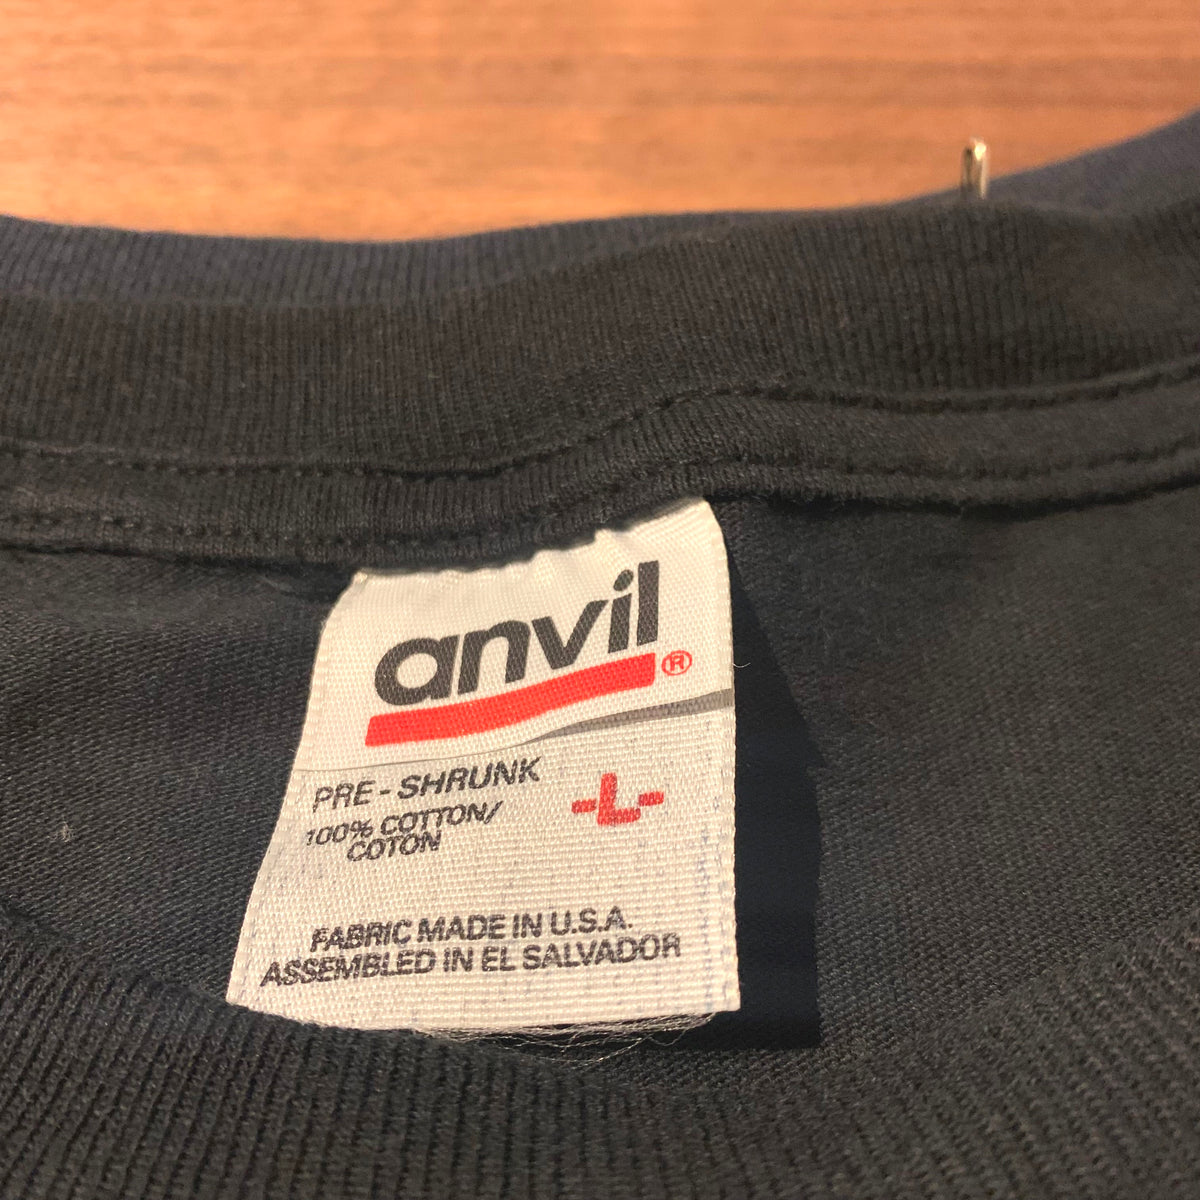 anvil®
PRE-SHRUNK
-L-
100% COTTON/
COTON
FABRIC MADE IN U.S.A.
ASSEMBLED IN EL SALVADOR